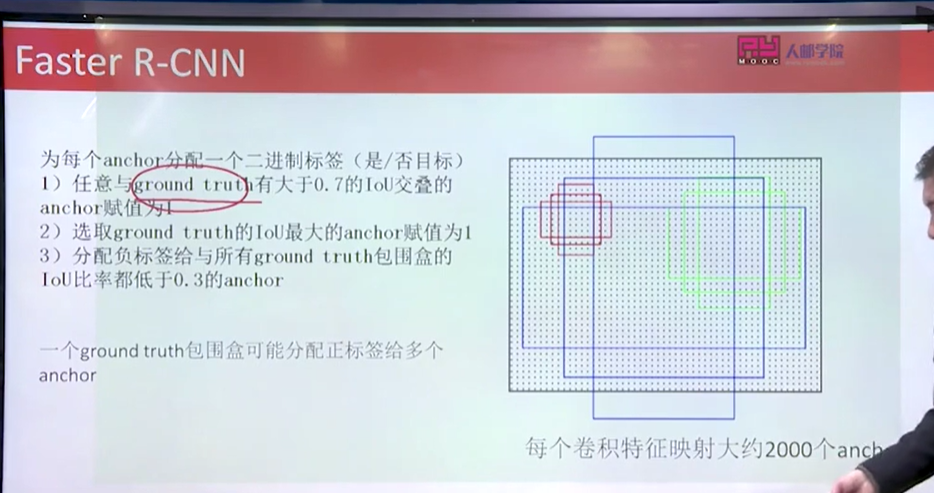 Faster R-CNN
MOOC
人邮学院
为每个anchor分配一个二进制标签（是/否目标）
1）任意与ground truth有大于0.7的IoU交叠的
anchor赋值为1
2）选取ground truth的IoU最大的anchor赋值为1
3）分配负标签给与所有ground truth包围盒的
IoU比率都低于0.3的anchor
一个ground truth包围盒可能分配正标签给多个
anchor
每个卷积特征映射大约2000个anch